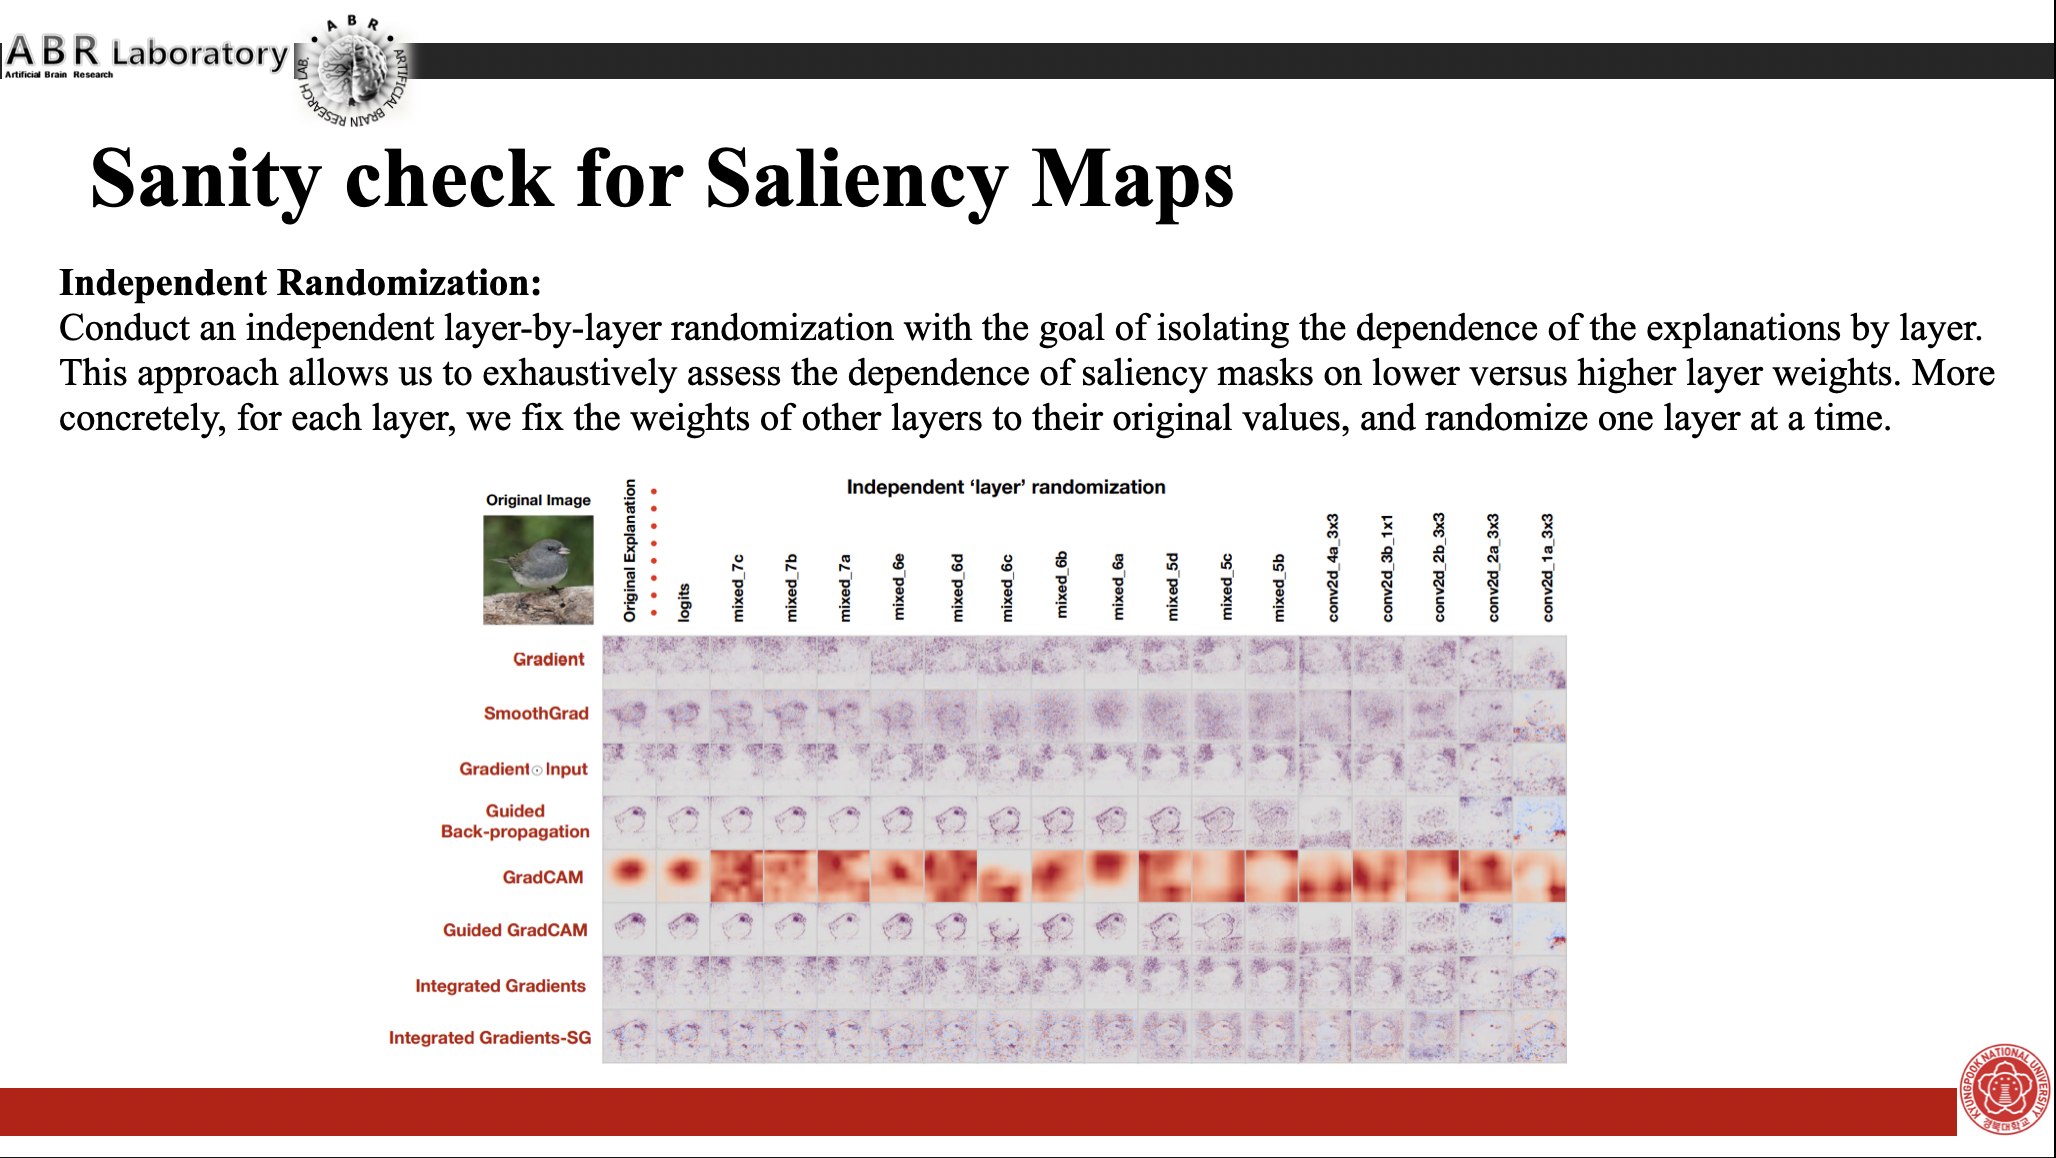 ABR Laboratory
Artificial Brain Research
A B R
ARTIFICIAL BRAIN RESEARCH LAB.
Sanity check for Saliency Maps
Independent Randomization:
Conduct an independent layer-by-layer randomization with the goal of isolating the dependence of the explanations by layer.
This approach allows us to exhaustively assess the dependence of saliency masks on lower versus higher layer weights. More
concretely, for each layer, we fix the weights of other layers to their original values, and randomize one layer at a time.
Independent ‘layer’ randomization
Original Image
Original Explanation
logits
mixed_7c
mixed_7b
mixed_7a
mixed_6e
mixed_6d
mixed_6c
mixed_6b
mixed_6a
mixed_5d
mixed_5c
mixed_5b
conv2d_4a_3x3
conv2d_3b_1x1
conv2d_2b_3x3
conv2d_2a_3x3
conv2d_1a_3x3
Gradient
SmoothGrad
Gradient⊙Input
Guided
Back-propagation
GradCAM
Guided GradCAM
Integrated Gradients
Integrated Gradients-SG
KYUNGPOOK NATIONAL UNIVERSITY
경북대학교